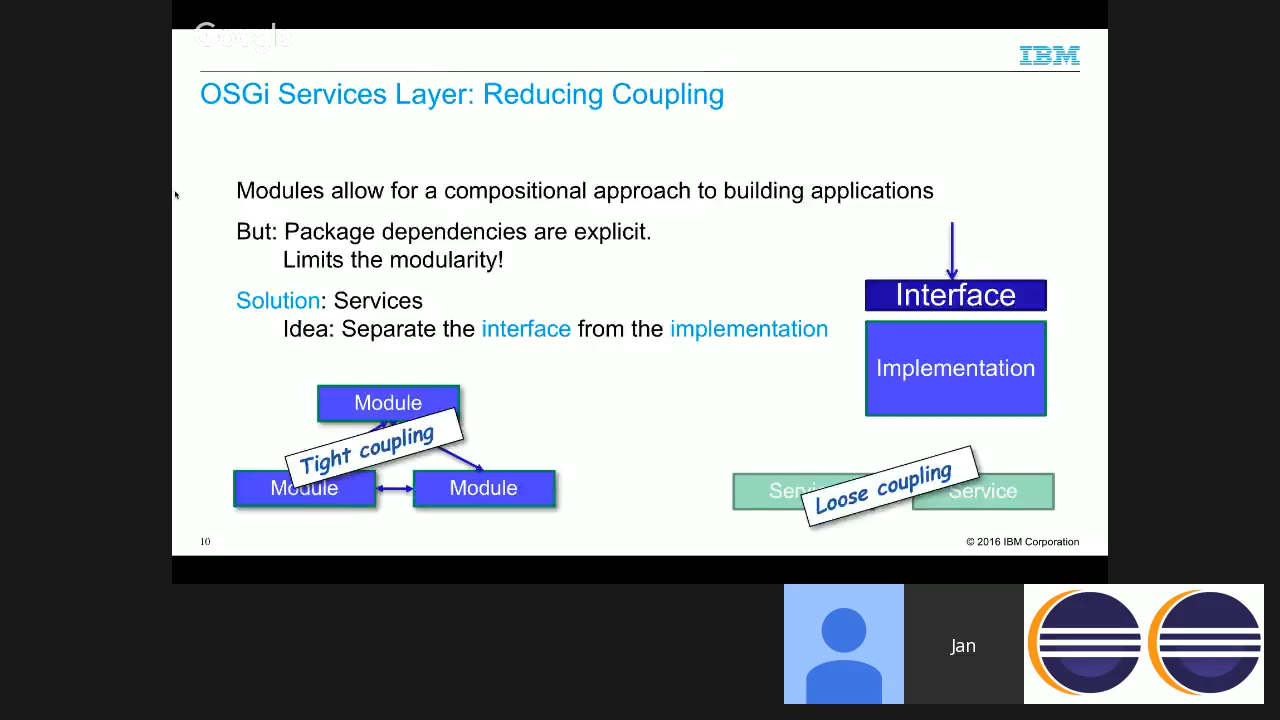 Google
IBM
OSGi Services Layer: Reducing Coupling
Modules allow for a compositional approach to building applications
But: Package dependencies are explicit.
Limits the modularity!
Solution: Services
Idea: Separate the interface from the implementation
Interface
Implementation
Module
Tight coupling
Module
Module
Loose coupling
Service
10
© 2016 IBM Corporation
Jan